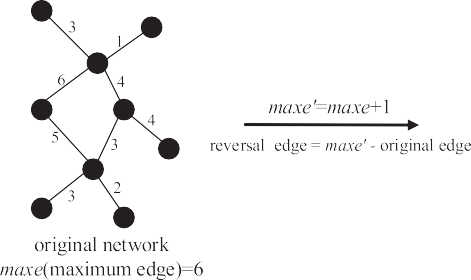 3
1
6
4
4
5
3
3
2
maxe'=maxe+1
reversal edge = maxe' - original edge
original network
maxe(maximum edge)=6